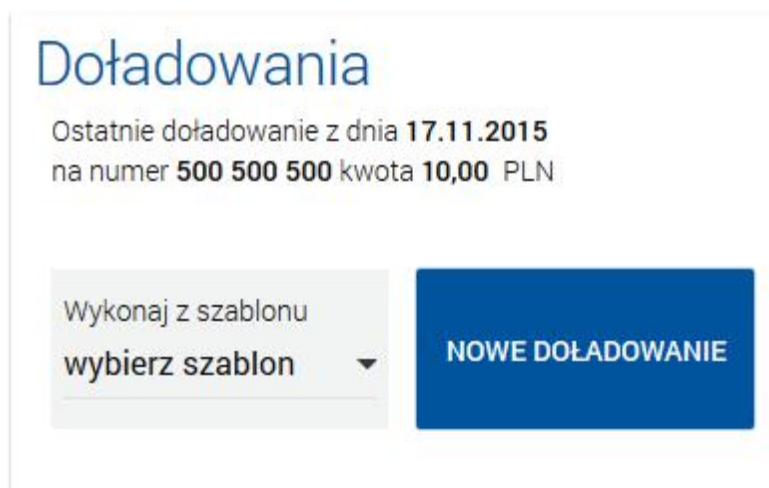 Doładowania
Ostatnie doładowanie z dnia 17.11.2015
na numer 500 500 500 kwota 10,00 PLN
Wykonaj z szablonu
wybierz szablon
NOWE DOŁADOWANIE